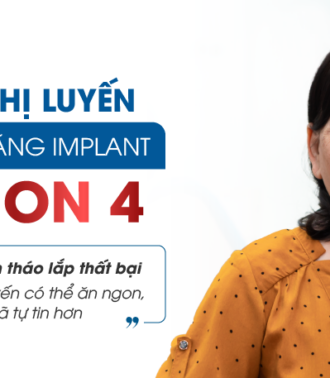 HỊ LUYẾN
ĂNG IMPLANT
ON 4
tháo lắp thất bại
ến có thể ăn ngon,
ã tự tin hơn